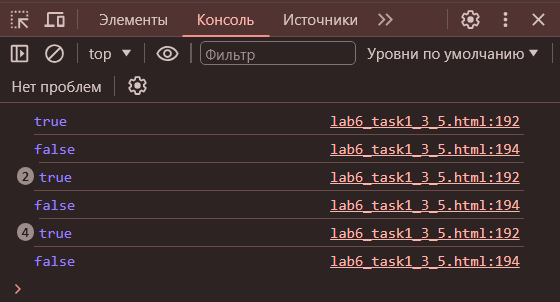 Элементы Консоль Источники
top Фильтр Уровни по умолчанию
Нет проблем
true lab6_task1_3_5.html:192
false lab6_task1_3_5.html:194
2 true lab6_task1_3_5.html:192
false lab6_task1_3_5.html:194
4 true lab6_task1_3_5.html:192
false lab6_task1_3_5.html:194